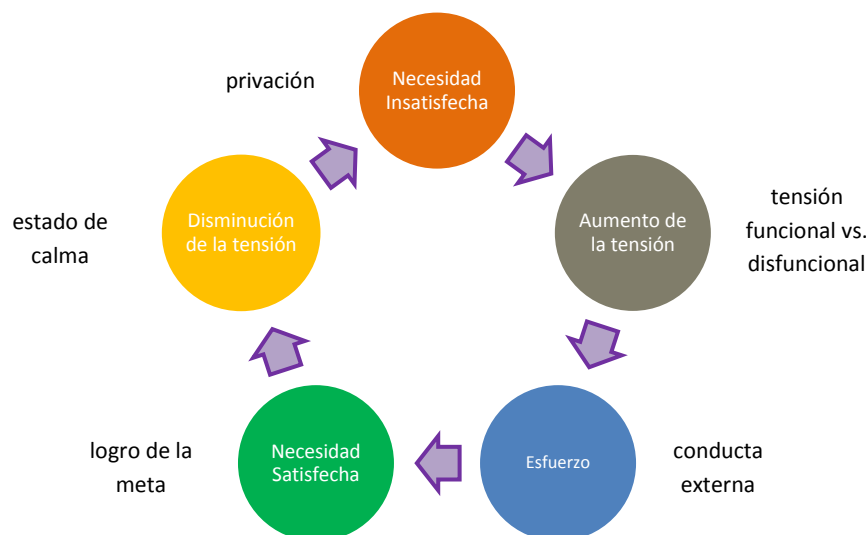 privación
Necesidad
Insatisfecha
Disminución
de la tensión
Aumento de
la tensión
estado de
calma
tensión
funcional vs.
disfuncional
Necesidad
Satisfecha
Esfuerzo
logro de la
meta
conducta
externa